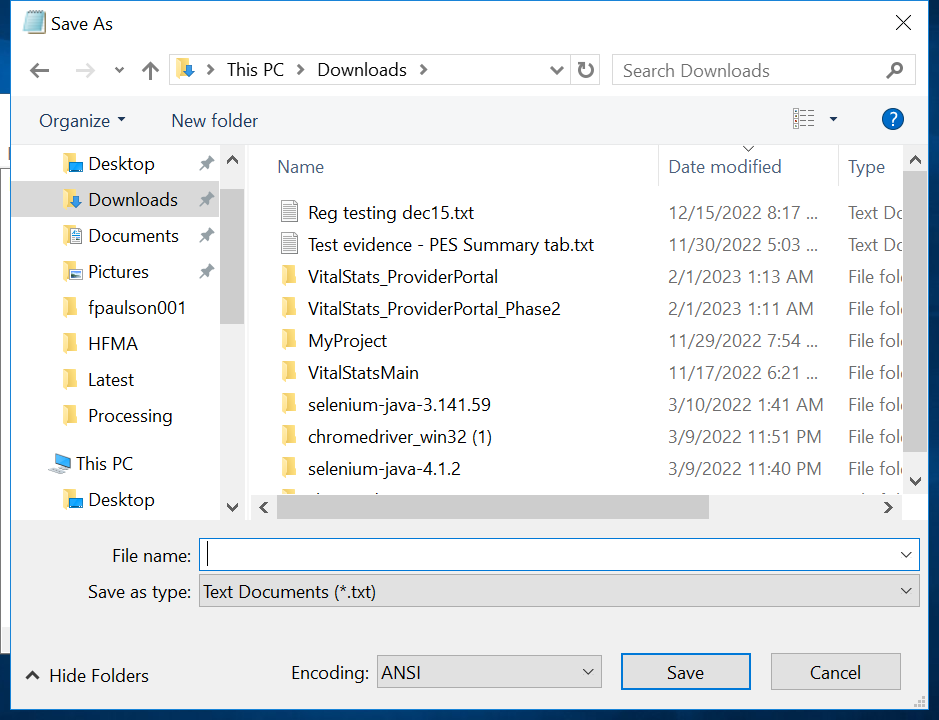 Save As
This PC > Downloads >
Search Downloads
Organize
New folder
?
Desktop
Downloads
Documents
Pictures
fpaulson001
HFMA
Latest
Processing
This PC
Desktop
Name Date modified Type
Reg testing dec15.txt 12/15/2022 8:17 ... Text Do
Test evidence - PES Summary tab.txt 11/30/2022 5:03 ... Text Do
VitalStats_ProviderPortal 2/1/2023 1:13 AM File fol
VitalStats_ProviderPortal_Phase2 2/1/2023 1:11 AM File fol
MyProject 11/29/2022 7:54 ... File fol
VitalStatsMain 11/17/2022 6:21 ... File fol
selenium-java-3.141.59 3/10/2022 1:41 AM File fol
chromedriver_win32 (1) 3/9/2022 11:51 PM File fol
selenium-java-4.1.2 3/9/2022 11:40 PM File fol
File name:
Save as type: Text Documents (*.txt)
Hide Folders
Encoding: ANSI
Save
Cancel